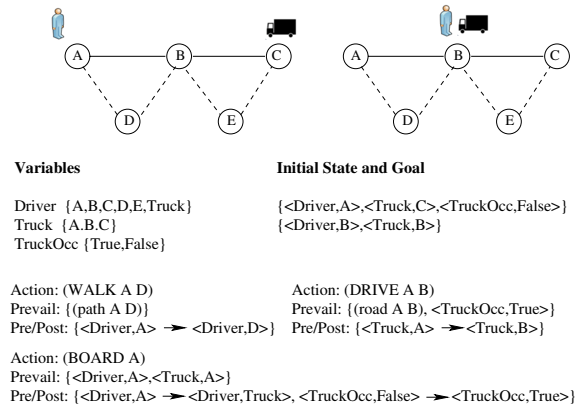 A B C A B C
D E D E
Variables Initial State and Goal
Driver {A,B,C,D,E,Truck} {<Driver,A>,<Truck,C>,<TruckOcc,False>}
Truck {A.B.C} {<Driver,B>,<Truck,B>}
TruckOcc {True,False}
Action: (WALK A D) Action: (DRIVE A B)
Prevail: {(path A D)} Prevail: {(road A B), <TruckOcc,True>}
Pre/Post: {<Driver,A> → <Driver,D>} Pre/Post: {<Truck,A> → <Truck,B>}
Action: (BOARD A)
Prevail: {<Driver,A>,<Truck,A>}
Pre/Post: {<Driver,A> → <Driver,Truck>, <TruckOcc,False> → <TruckOcc,True>}